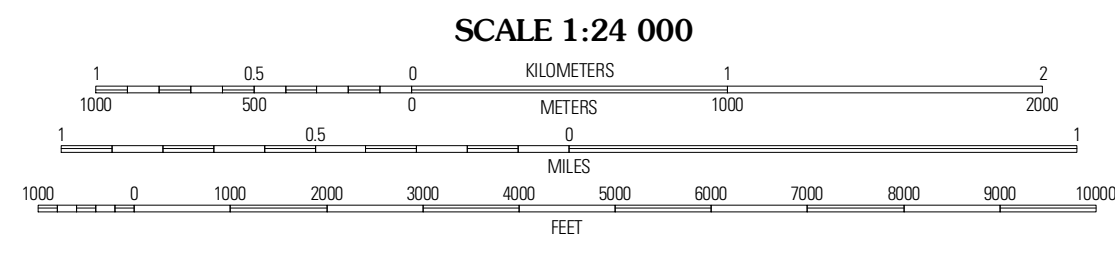 SCALE 1:24 000
1 0.5 0 KILOMETERS 1 2
1000 500 0 METERS 1000 2000
1 0.5 0 1
MILES
1000 0 1000 2000 3000 4000 5000 6000 7000 8000 9000 10000
FEET